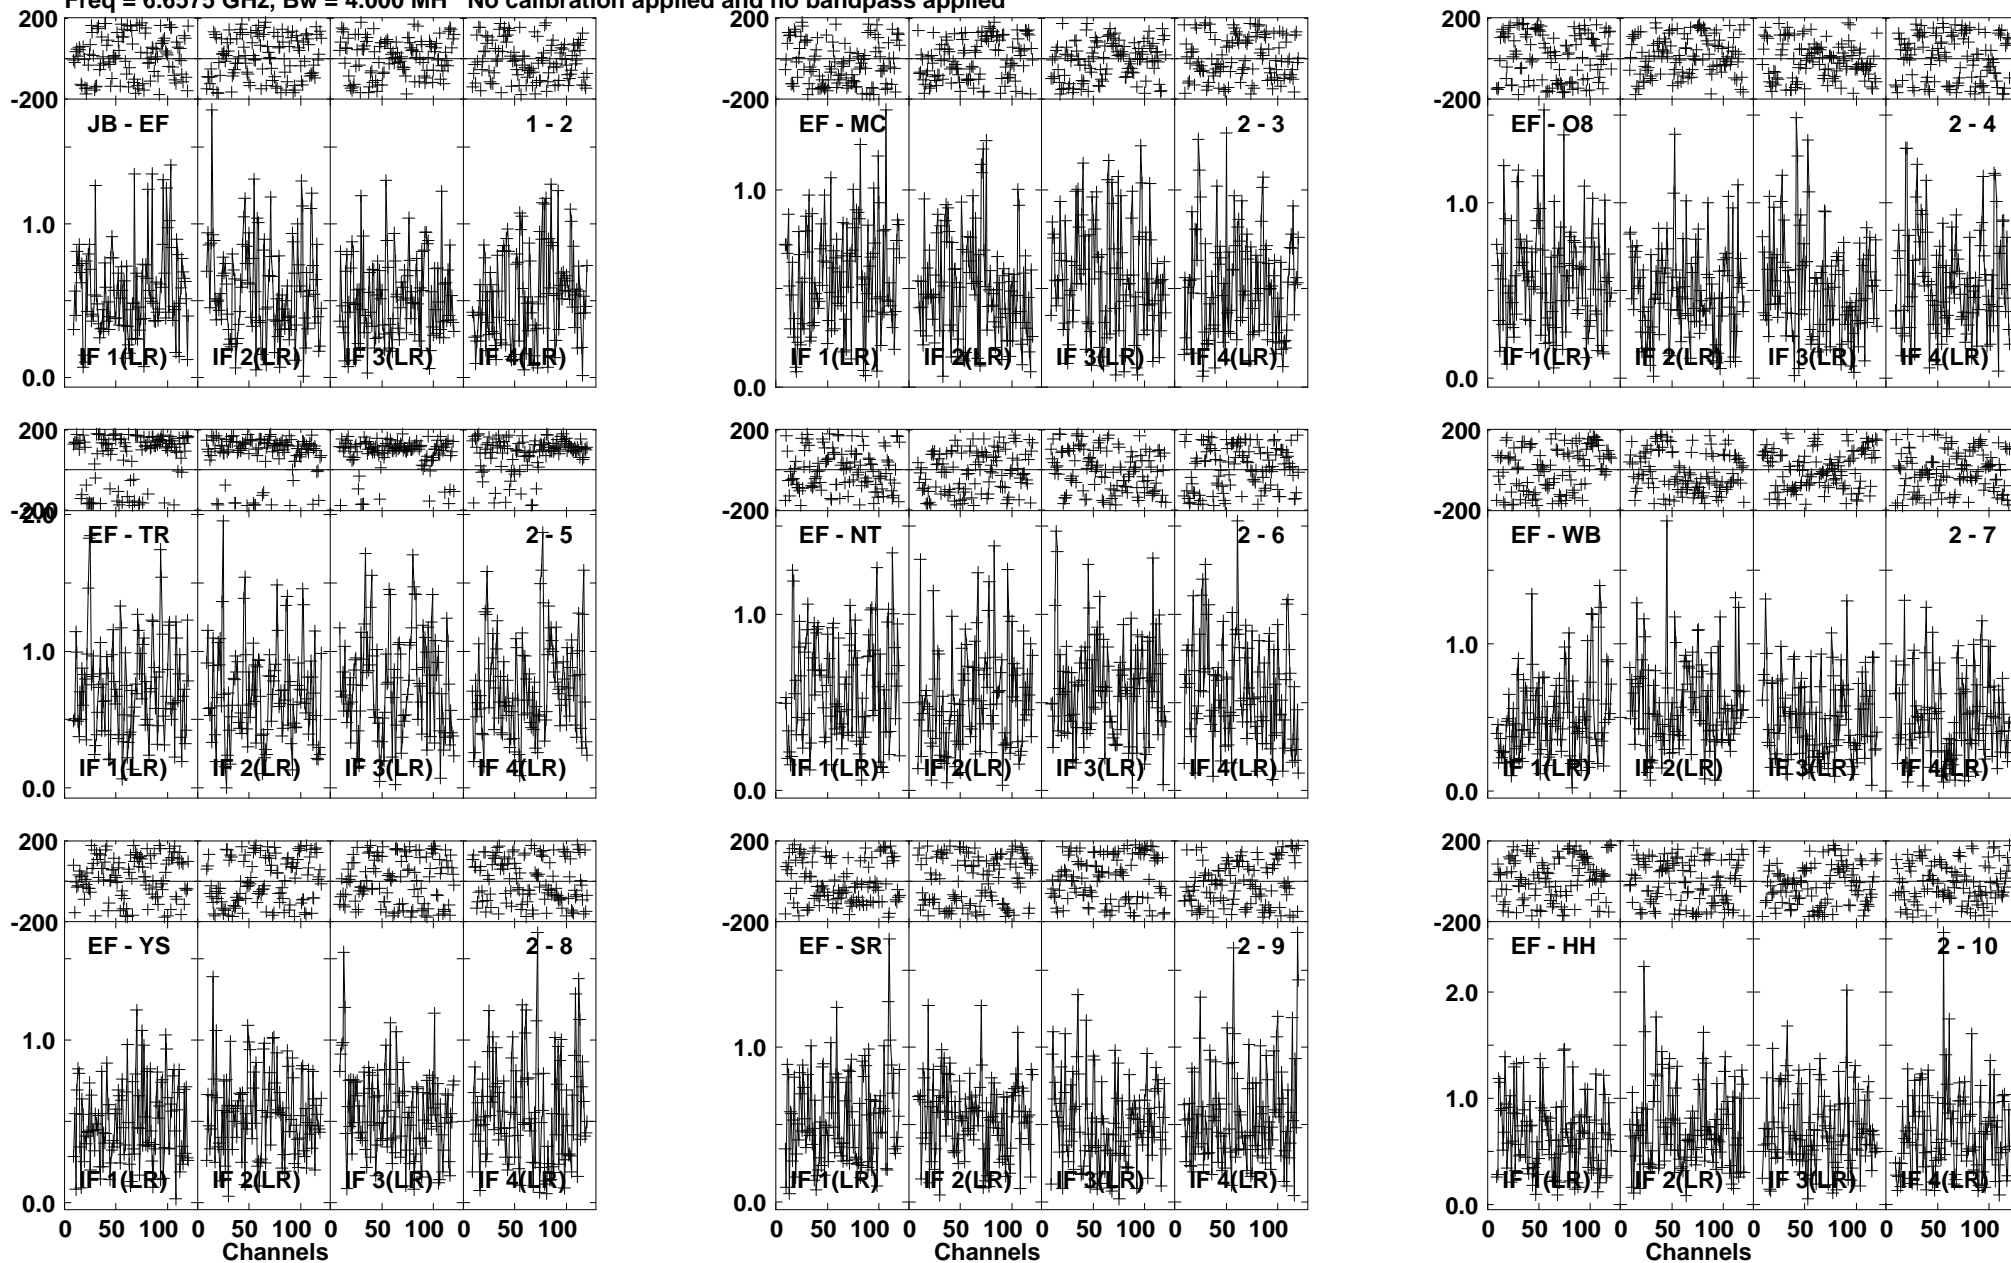 Freq = 6.6575 GHz, Bw = 4.000 MH No calibration applied and no bandpass applied
200 200 200
-200 -200 -200
JB - EF 1 - 2 EF - MC 2 - 3 EF - O8 2 - 4
1.0 1.0 1.0
IF 1(LR) IF 2(LR) IF 3(LR) IF 4(LR) IF 1(LR) IF 2(LR) IF 3(LR) IF 4(LR) IF 1(LR) IF 2(LR) IF 3(LR) IF 4(LR)
0.0 0.0 0.0
200 200 200
-200 -200 -200
2.0
EF - TR 2 - 5 EF - NT 2 - 6 EF - WB 2 - 7
1.0 1.0 1.0
IF 1(LR) IF 2(LR) IF 3(LR) IF 4(LR) IF 1(LR) IF 2(LR) IF 3(LR) IF 4(LR) IF 1(LR) IF 2(LR) IF 3(LR) IF 4(LR)
0.0 0.0 0.0
200 200 200
-200 -200 -200
EF - YS 2 - 8 EF - SR 2 - 9 EF - HH 2 - 10
2.0
1.0 1.0 1.0
IF 1(LR) IF 2(LR) IF 3(LR) IF 4(LR) IF 1(LR) IF 2(LR) IF 3(LR) IF 4(LR) IF 1(LR) IF 2(LR) IF 3(LR) IF 4(LR)
0.0 0.0 0.0
0 50 100 0 50 100 0 50 100 0 50 100 0 50 100 0 50 100 0 50 100 0 50 100 0 50 100 0 50 100 0 50 100 0 50 100
Channels Channels Channels